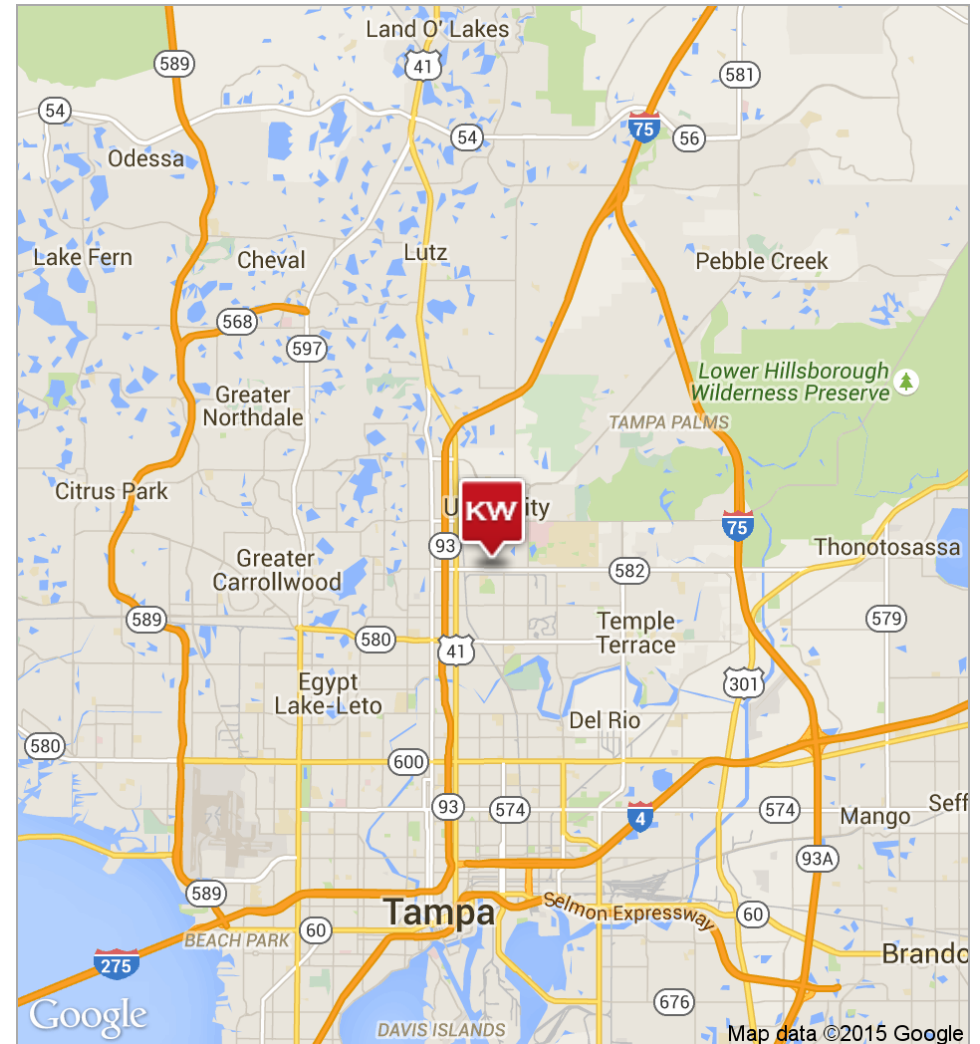 Land O' Lakes
589
41
581
54
54
75
56
Odessa
Lake Fern
Cheval
Lutz
Pebble Creek
568
597
Lower Hillsborough
Wilderness Preserve
Greater
Northdale
TAMPA PALMS
Citrus Park
KW
93
75
Thonotosassa
Greater
Carrollwood
582
589
580
41
Temple
Terrace
579
Egypt
Lake-Leto
301
Del Rio
580
600
93
574
4
574
Mango
Seff
93A
589
Tampa
Selmon Expressway
60
BEACH PARK
60
275
Brando
676
Google
DAVIS ISLANDS
Map data ©2015 Google